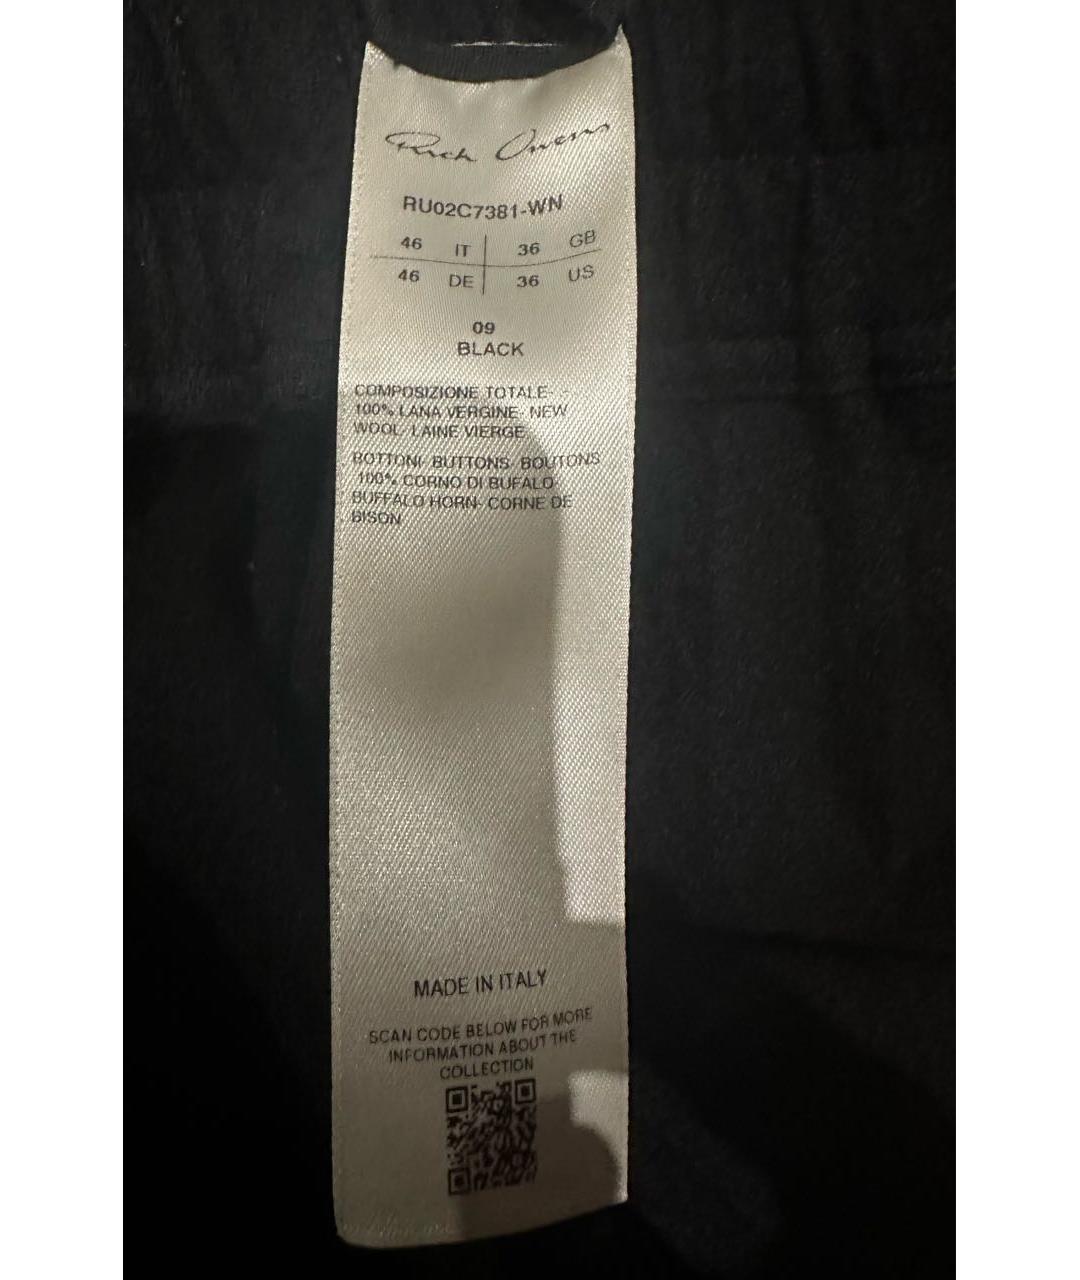 Rick Owens
RU02C7381-WN
46 IT 36 GB
46 DE 36 US
09
BLACK
COMPOSIZIONE TOTALE- -
100% LANA VERGINE- NEW
WOOL- LAINE VIERGE
BOTTONI- BUTTONS- BOUTONS
100% CORNO DI BUFALO-
BUFFALO HORN- CORNE DE
BISON
MADE IN ITALY
SCAN CODE BELOW FOR MORE
INFORMATION ABOUT THE
COLLECTION